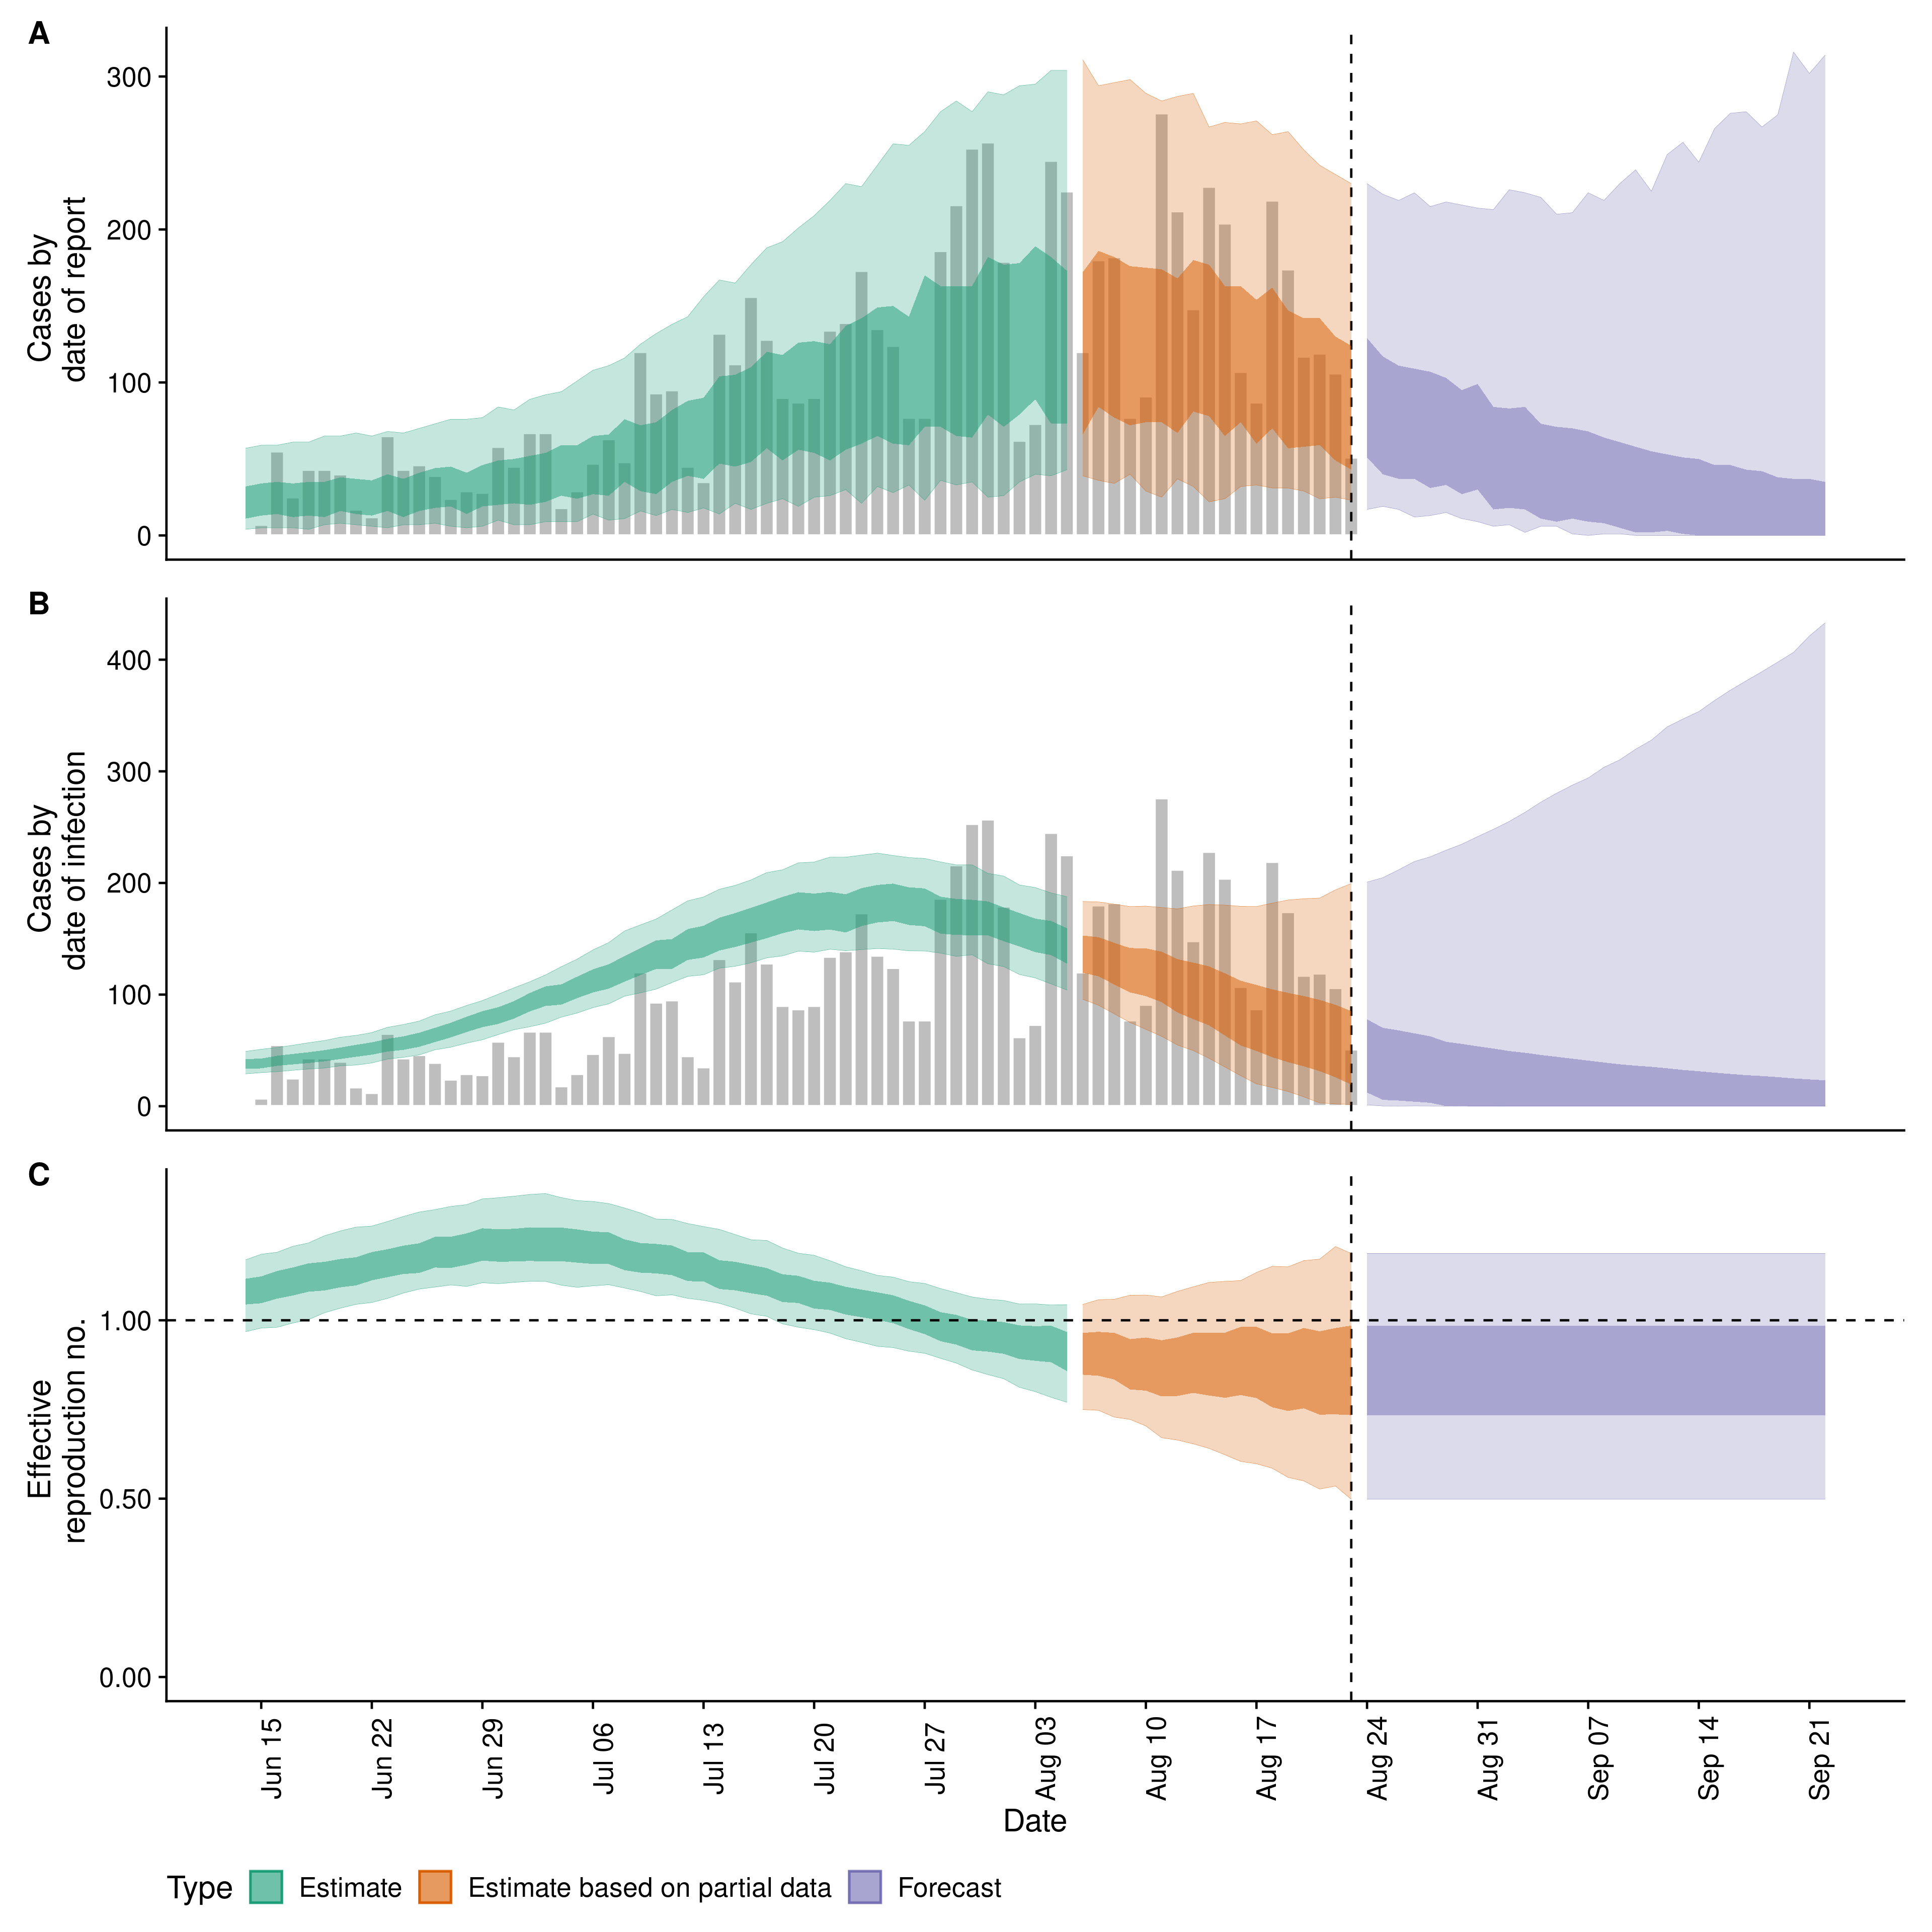 A
Cases by
date of report
300
200
100
0
B
Cases by
date of infection
400
300
200
100
0
C
Effective
reproduction no.
1.00
0.50
0.00
Jun 15
Jun 22
Jun 29
Jul 06
Jul 13
Jul 20
Jul 27
Aug 03
Aug 10
Aug 17
Aug 24
Aug 31
Sep 07
Sep 14
Sep 21
Date
Type Estimate Estimate based on partial data Forecast